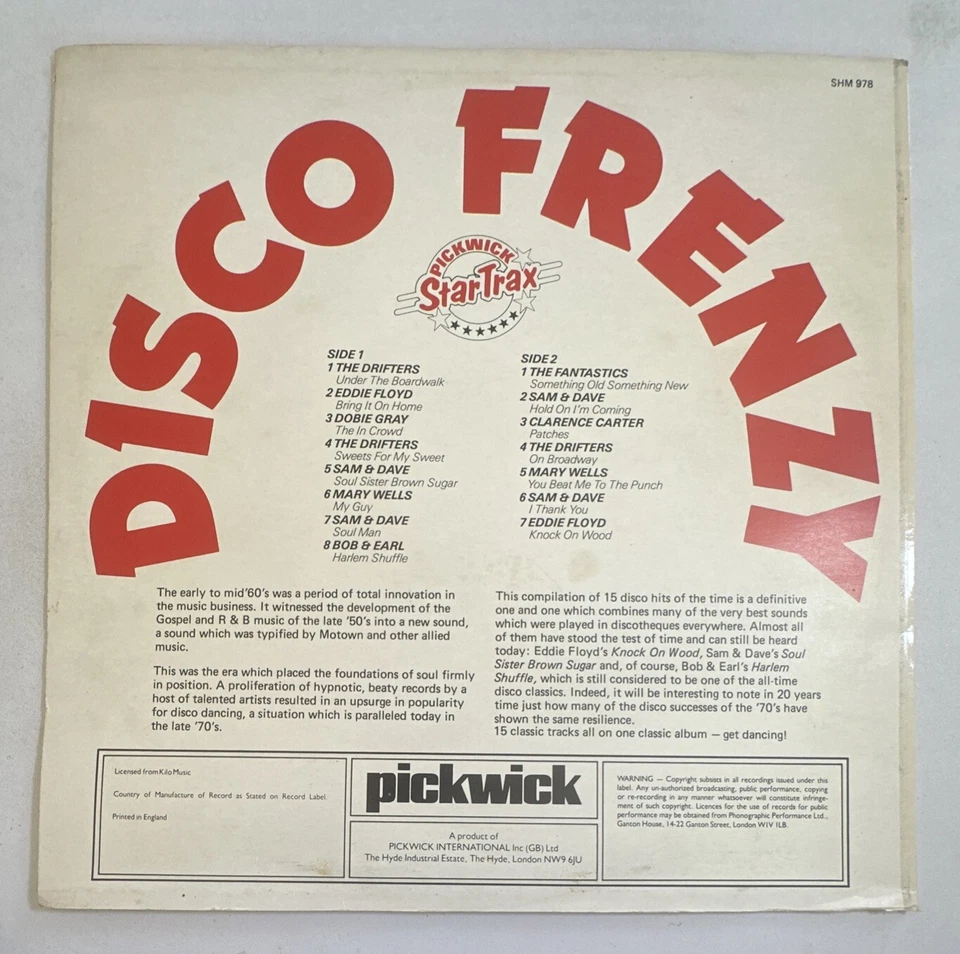 SHM 978
DISCO FRENZY
PICKWICK
StarTrax
SIDE 1
1 THE DRIFTERS
Under The Boardwalk
2 EDDIE FLOYD
Bring It On Home
3 DOBIE GRAY
The In Crowd
4 THE DRIFTERS
Sweets For My Sweet
5 SAM & DAVE
Soul Sister Brown Sugar
6 MARY WELLS
My Guy
7 SAM & DAVE
Soul Man
8 BOB & EARL
Harlem Shuffle
SIDE 2
1 THE FANTASTICS
Something Old Something New
2 SAM & DAVE
Hold On I'm Coming
3 CLARENCE CARTER
Patches
4 THE DRIFTERS
On Broadway
5 MARY WELLS
You Beat Me To The Punch
6 SAM & DAVE
I Thank You
7 EDDIE FLOYD
Knock On Wood
The early to mid '60's was a period of total innovation in
the music business. It witnessed the development of the
Gospel and R & B music of the late '50's into a new sound,
a sound which was typified by Motown and other allied
music.
This was the era which placed the foundations of soul firmly
in position. A proliferation of hypnotic, beaty records by a
host of talented artists resulted in an upsurge in popularity
for disco dancing, a situation which is paralleled today in
the late '70's.
This compilation of 15 disco hits of the time is a definitive
one and one which combines many of the very best sounds
which were played in discotheques everywhere. Almost all
of them have stood the test of time and can still be heard
today: Eddie Floyd's Knock On Wood, Sam & Dave's Soul
Sister Brown Sugar and, of course, Bob & Earl's Harlem
Shuffle, which is still considered to be one of the all-time
disco classics. Indeed, it will be interesting to note in 20 years
time just how many of the disco successes of the '70's have
shown the same resilience.
15 classic tracks all on one classic album — get dancing!
Licensed from Kilo Music
Country of Manufacture of Record as Stated on Record Label.
Printed in England
pickwick
A product of
PICKWICK INTERNATIONAL Inc (GB) Ltd
The Hyde Industrial Estate, The Hyde, London NW9 6JU
WARNING — Copyright subsists in all recordings issued under this
label. Any un-authorized broadcasting, public performance, copying
or re-recording in any manner whatsoever will constitute infringe-
ment of such copyright. Licences for the use of records for public
performance may be obtained from Phonographic Performance Ltd.,
Ganton House, 14-22 Ganton Street, London W1V 1LB.